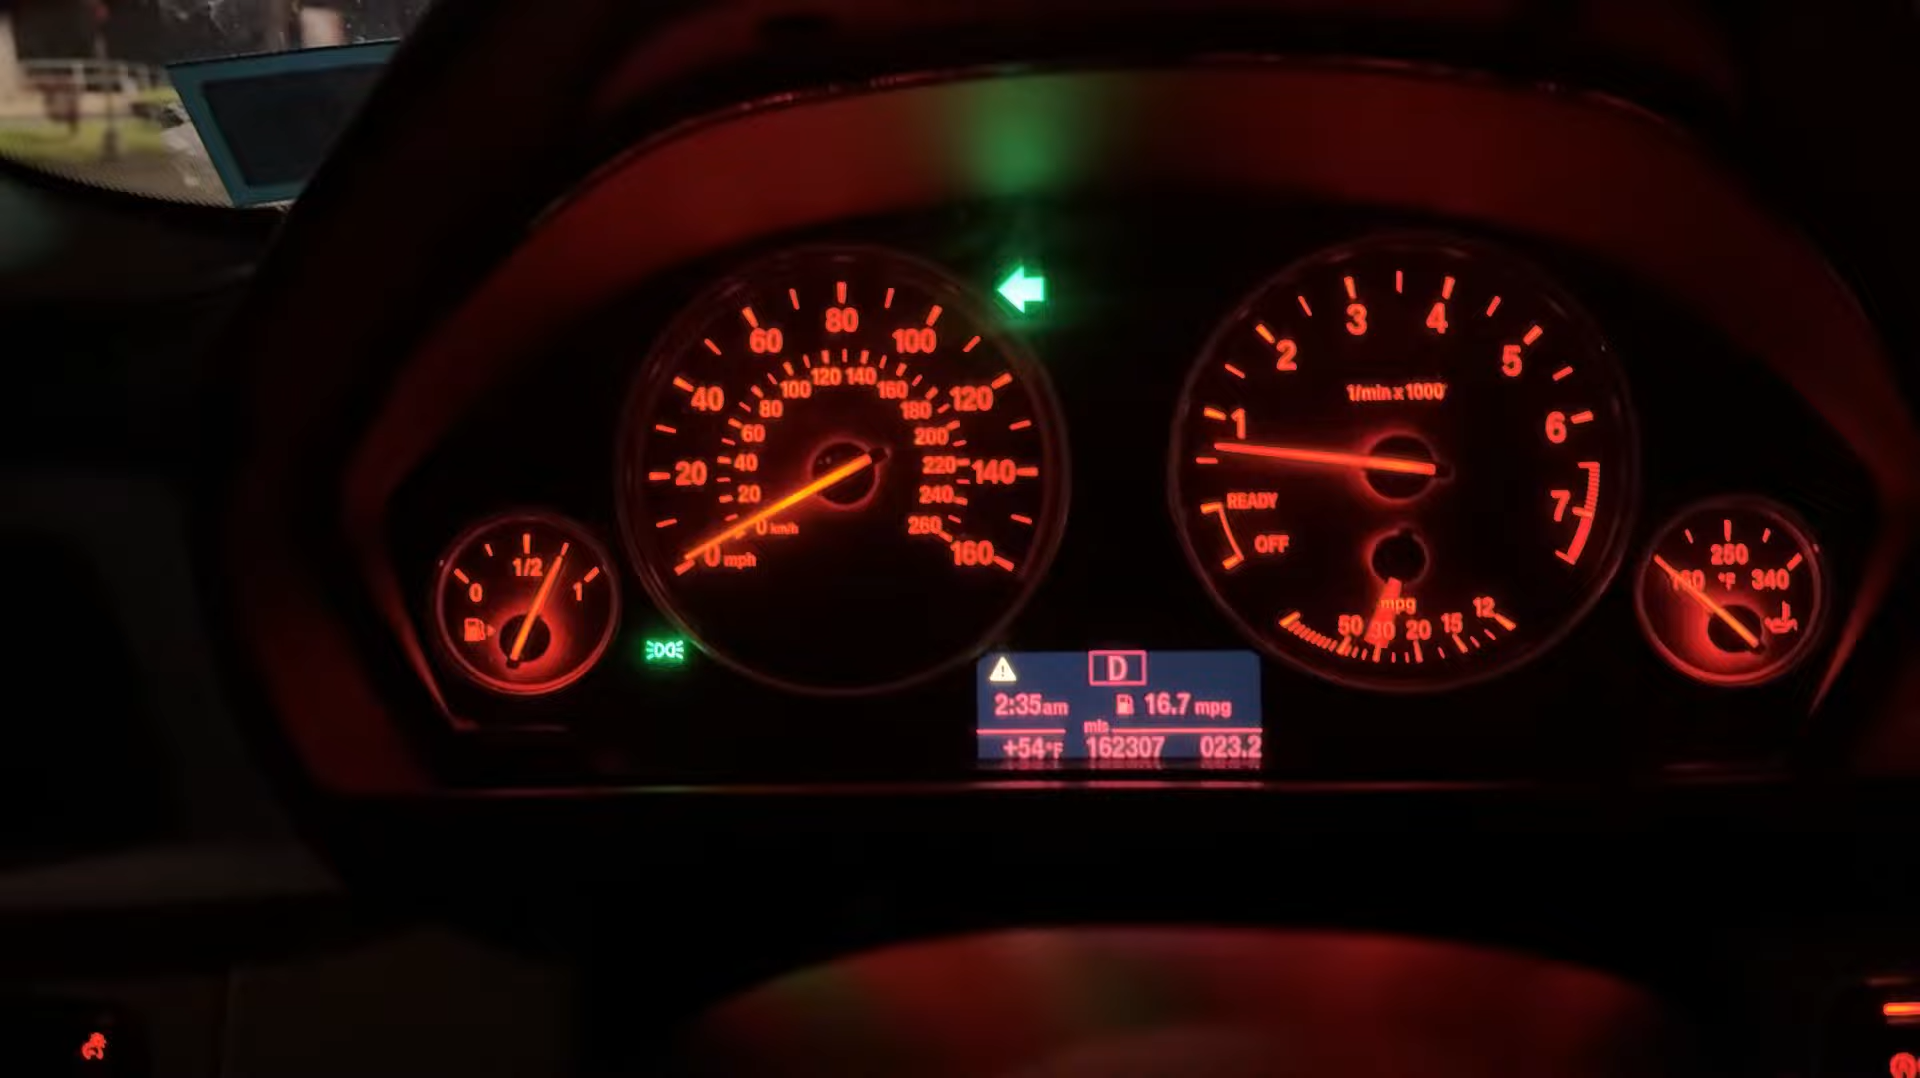 20
40
60
80
100
120
140
160
0 mph
0 km/h
20
40
60
80
100
120
140
160
180
200
220
240
260
1
2
3
4
5
6
7
1/min x 1000
READY
OFF
mpg
50 30 20 15 12
0 1/2 1
250
°F 340
D
2:35am 16.7 mpg
mls
+54°F 162307 023.2